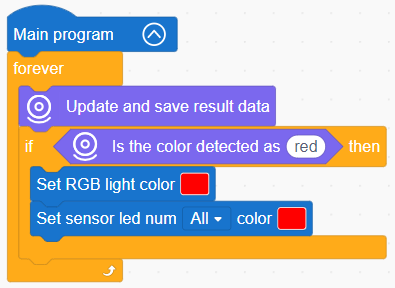 Main program
forever
Update and save result data
if Is the color detected as red then
Set RGB light color
Set sensor led num All color